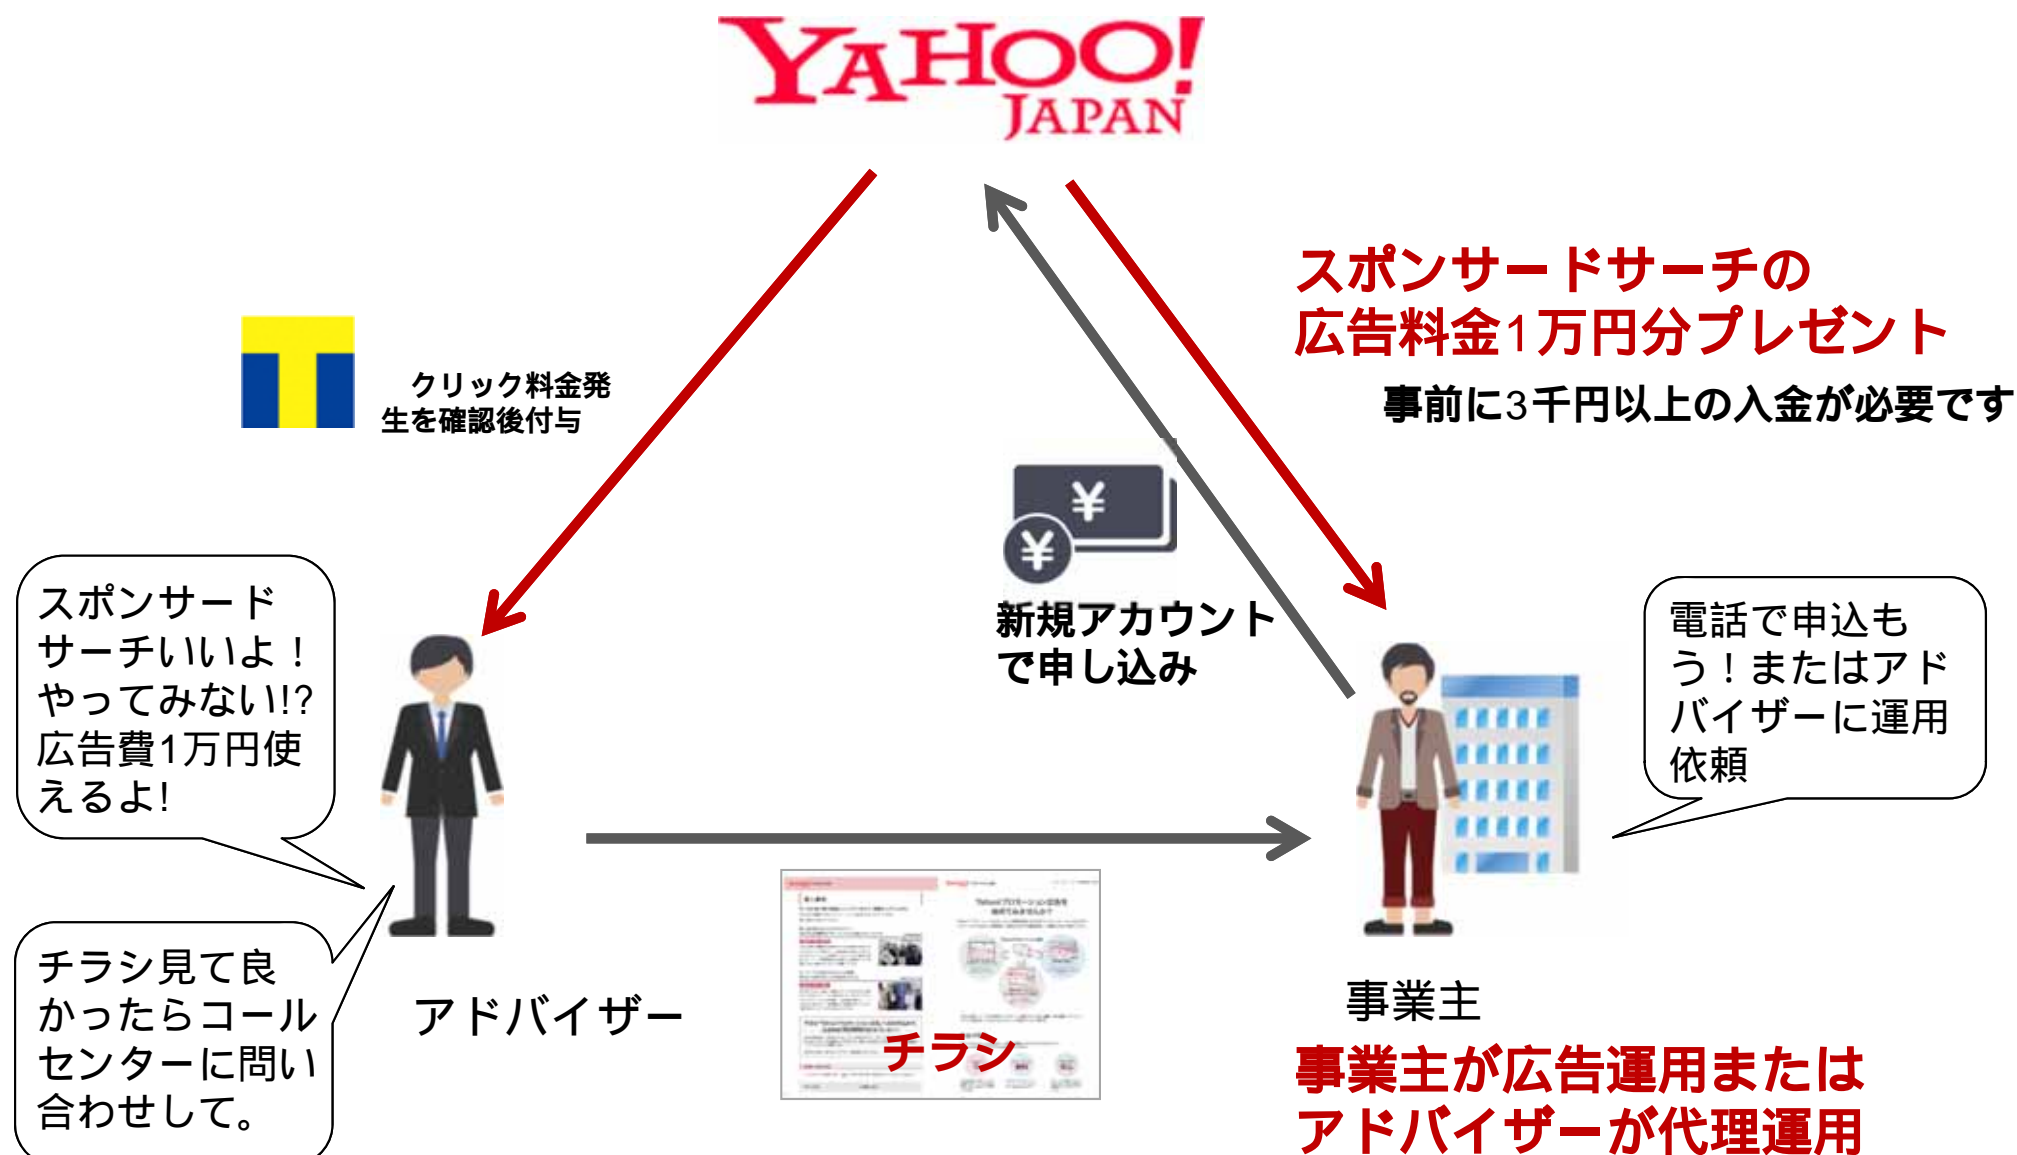 YAHOO!
JAPAN
スポンサードサーチの
広告料金1万円分プレゼント
事前に3千円以上の入金が必要です
T
クリック料金発
生を確認後付与
¥
¥
新規アカウント
で申し込み
スポンサード
サーチいいよ！
やってみない!?
広告費1万円使
えるよ!
電話で申込も
う！またはアド
バイザーに運用
依頼
チラシ見て良
かったらコール
センターに問い
合わせして。
アドバイザー
チラシ
事業主
事業主が広告運用または
アドバイザーが代理運用